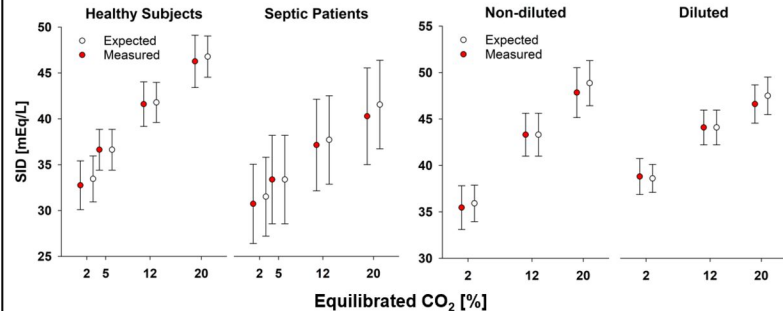 Healthy Subjects
Septic Patients
Non-diluted
Diluted
Expected
Measured
Expected
Measured
SID [mEq/L]
50
45
40
35
30
25
55
50
45
40
35
30
2 5 12 20
2 5 12 20
2 12 20
2 12 20
Equilibrated CO₂ [%]